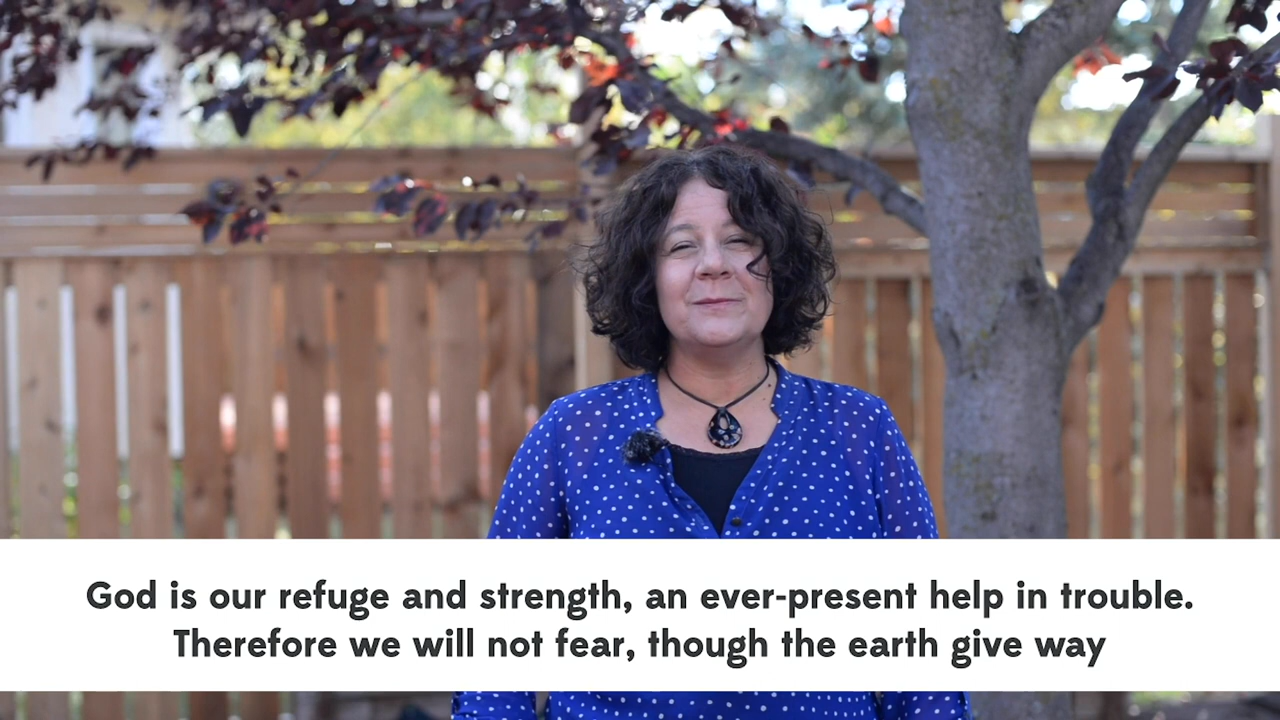 God is our refuge and strength, an ever-present help in trouble.
Therefore we will not fear, though the earth give way